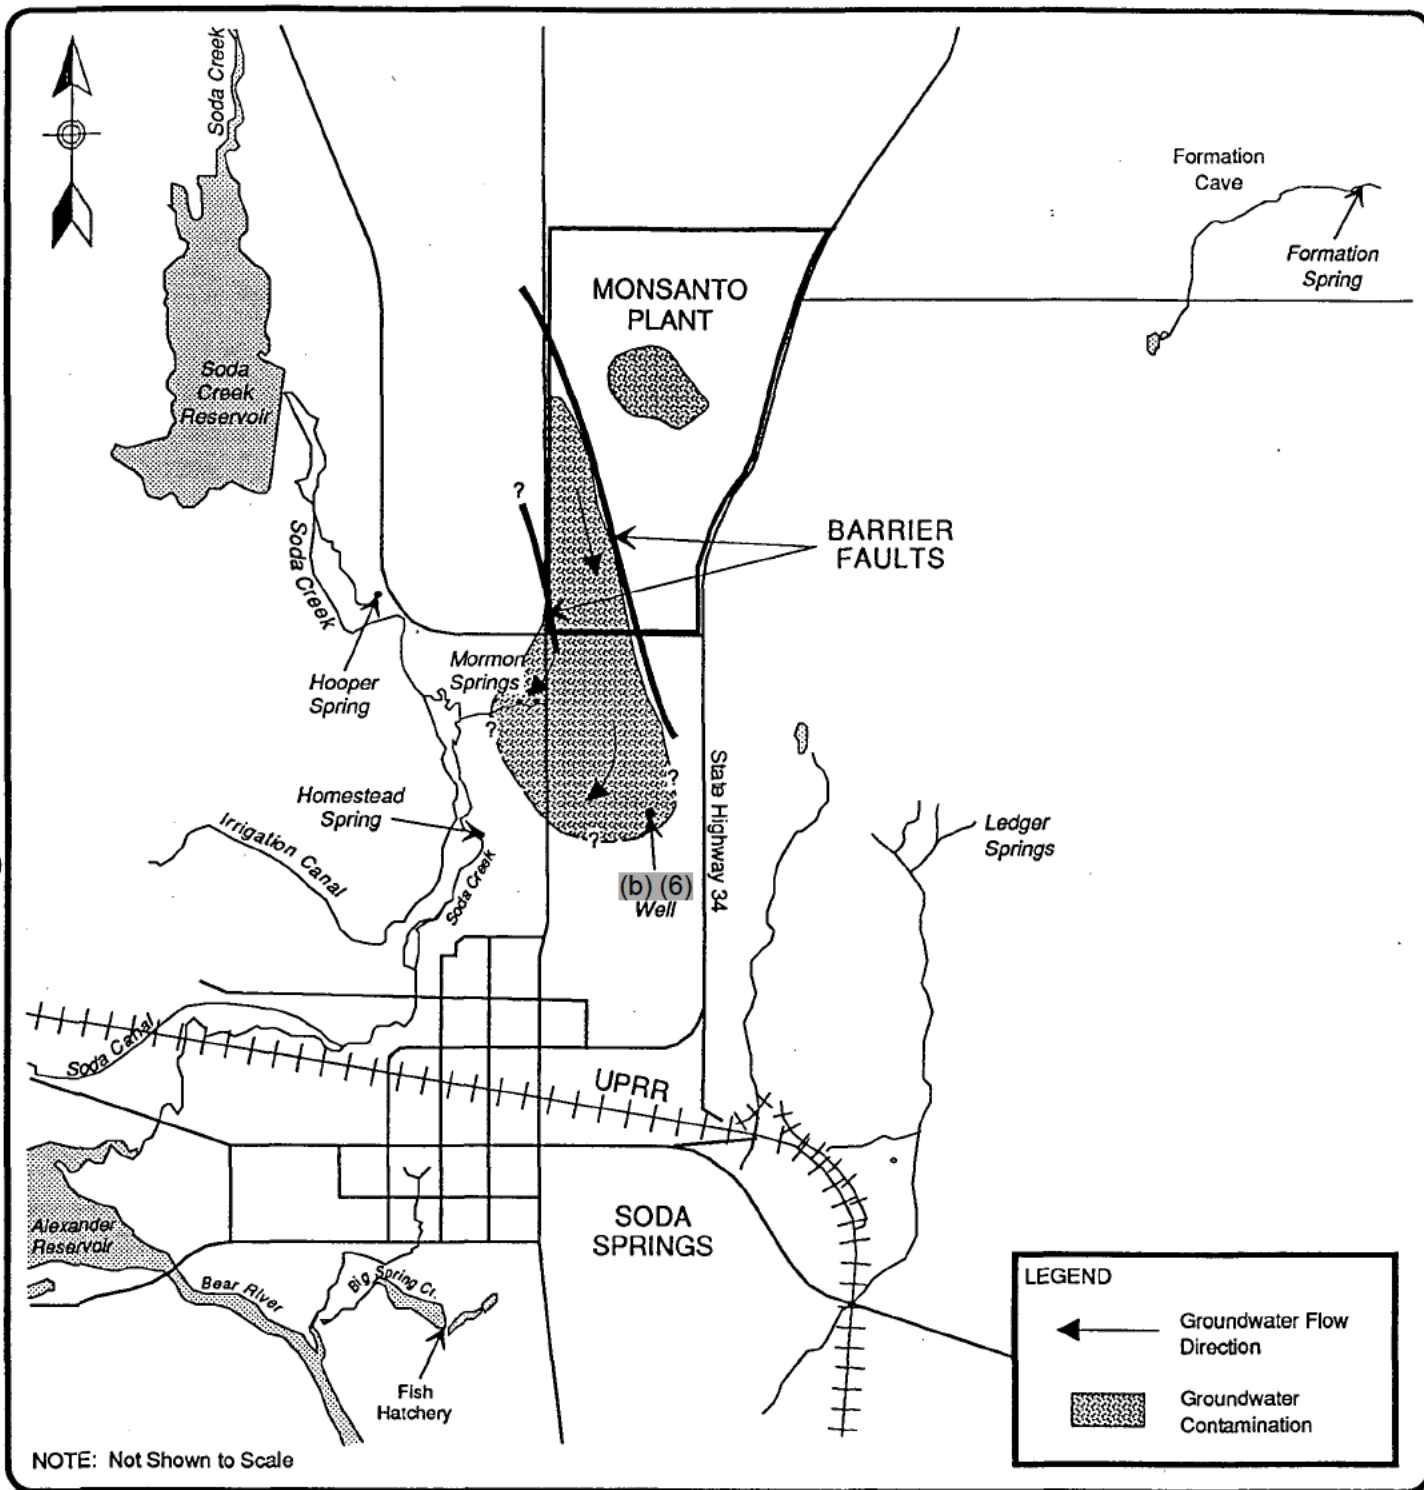 Soda Creek
Formation
Cave
Formation
Spring
MONSANTO
PLANT
Soda
Creek
Reservoir
?
BARRIER
FAULTS
Soda Creek
Mormon
Springs
Hooper
Spring
?
?
State Highway 34
Homestead
Spring
Irrigation Canal
?
Ledger
Springs
Soda Creek
(b) (6)
Well
Soda Canal
UPRR
SODA
SPRINGS
Alexander
Reservoir
Bear River
Big Spring Cr.
Fish
Hatchery
LEGEND
Groundwater Flow
Direction
Groundwater
Contamination
NOTE: Not Shown to Scale